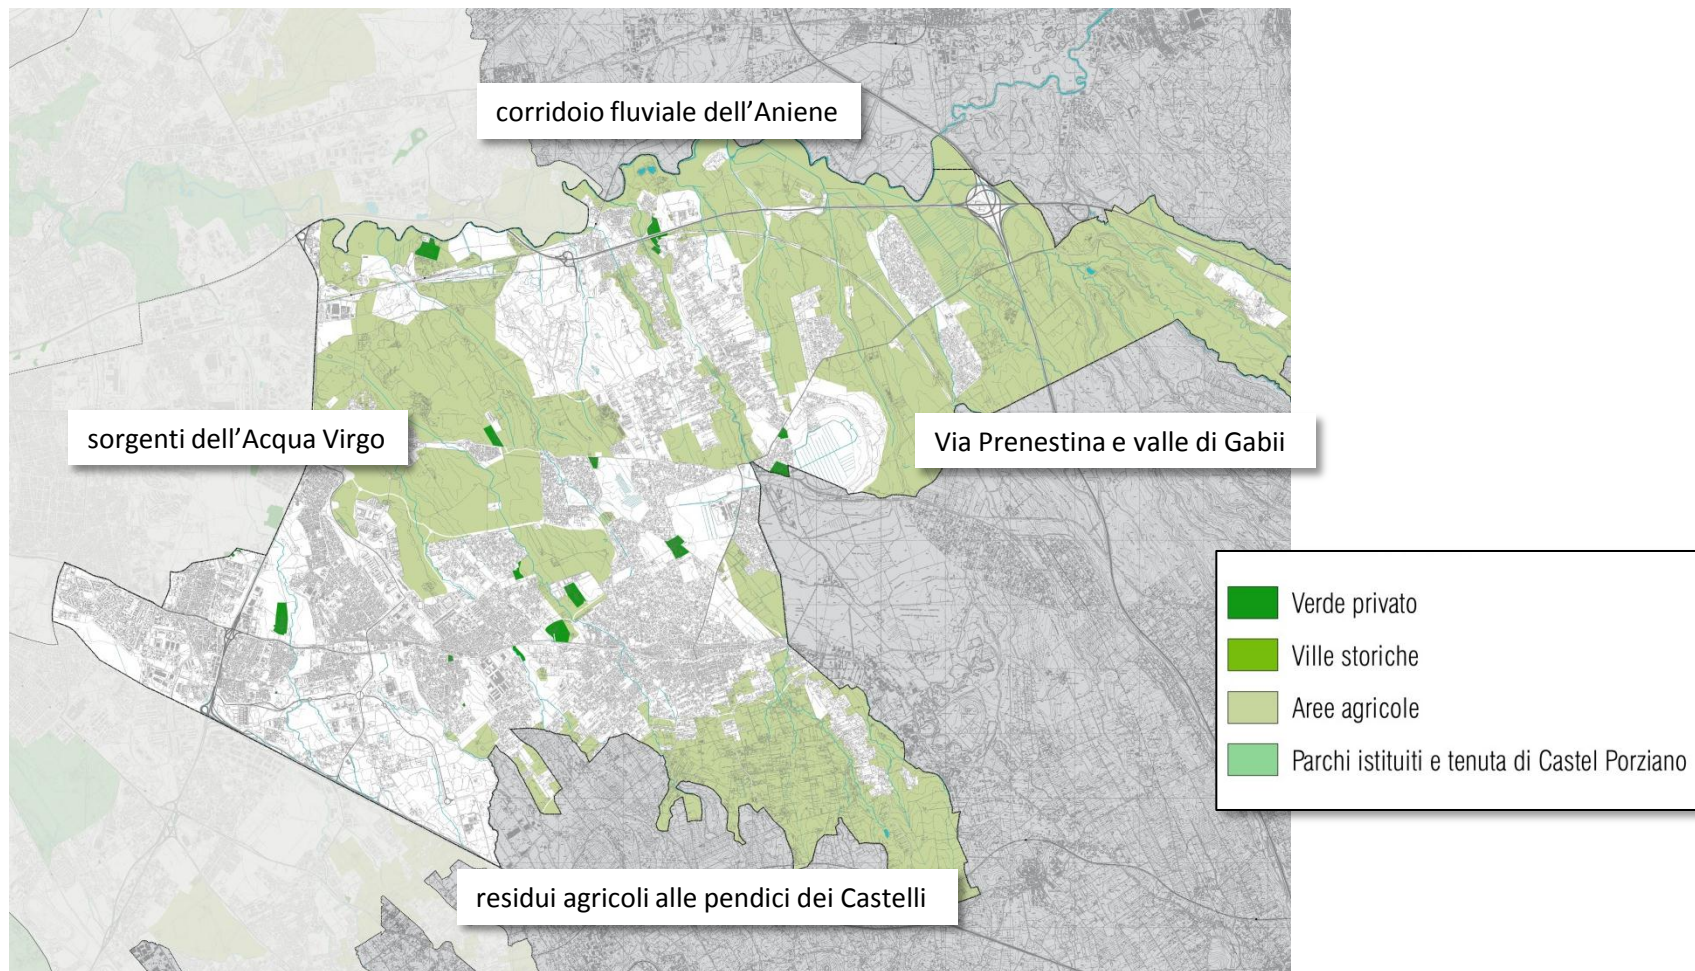 corridoio fluviale dell’Aniene
sorgenti dell’Acqua Virgo
Via Prenestina e valle di Gabii
residui agricoli alle pendici dei Castelli
Verde privato
Ville storiche
Aree agricole
Parchi istituiti e tenuta di Castel Porziano